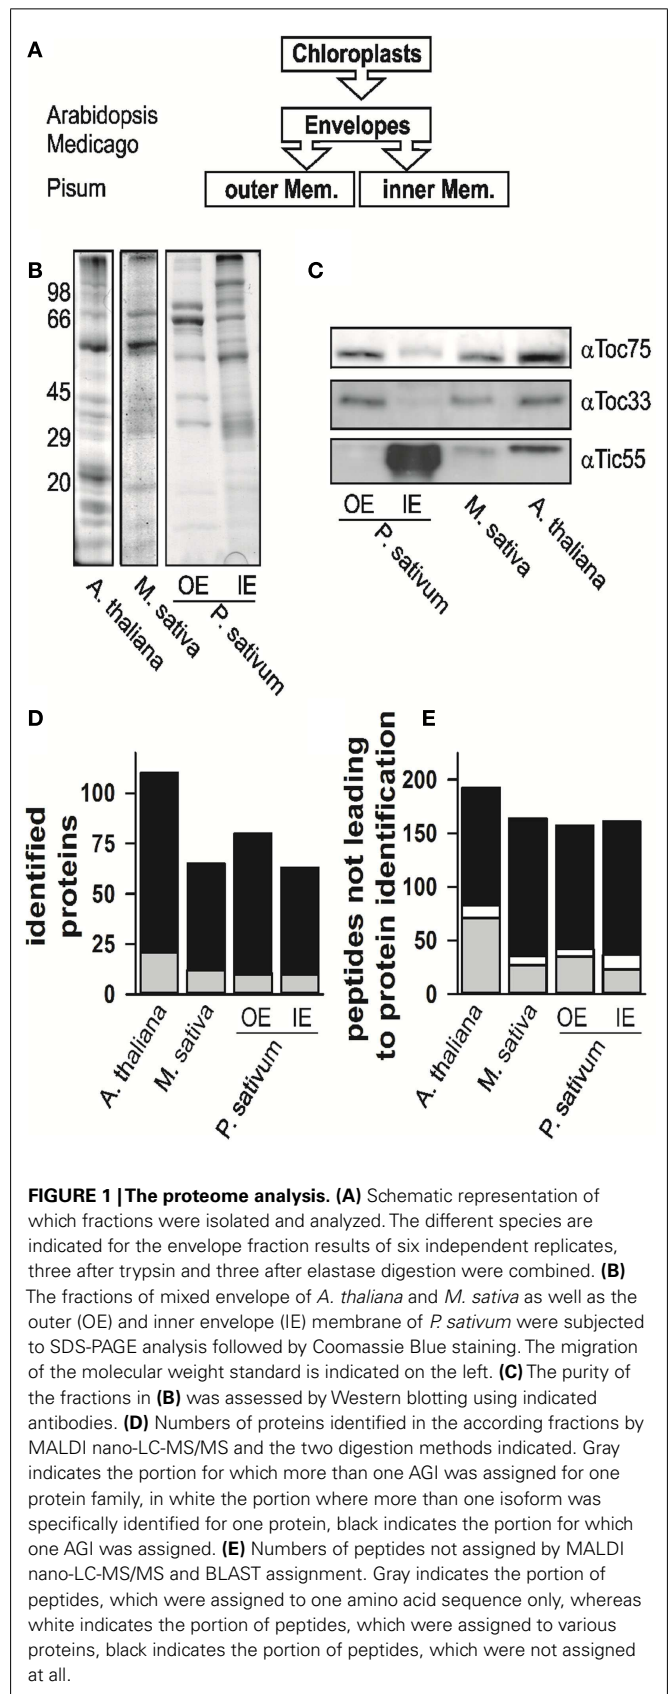 A
Chloroplasts
Arabidopsis
Medicago
Envelopes
Pisum
outer Mem.
inner Mem.
B
98
66
45
29
20
A. thaliana
M. sativa
OE
IE
P. sativum
C
αToc75
αToc33
αTic55
OE
IE
P. sativum
M. sativa
A. thaliana
D
identified
proteins
100
75
50
25
0
A. thaliana
M. sativa
OE
IE
P. sativum
E
peptides not leading
to protein identification
200
150
100
50
0
A. thaliana
M. sativa
OE
IE
P. sativum
FIGURE 1 | The proteome analysis. (A) Schematic representation of
which fractions were isolated and analyzed. The different species are
indicated for the envelope fraction results of six independent replicates,
three after trypsin and three after elastase digestion were combined. (B)
The fractions of mixed envelope of A. thaliana and M. sativa as well as the
outer (OE) and inner envelope (IE) membrane of P. sativum were subjected
to SDS-PAGE analysis followed by Coomassie Blue staining. The migration
of the molecular weight standard is indicated on the left. (C) The purity of
the fractions in (B) was assessed by Western blotting using indicated
antibodies. (D) Numbers of proteins identified in the according fractions by
MALDI nano-LC-MS/MS and the two digestion methods indicated. Gray
indicates the portion for which more than one AGI was assigned for one
protein family, in white the portion where more than one isoform was
specifically identified for one protein, black indicates the portion for which
one AGI was assigned. (E) Numbers of peptides not assigned by MALDI
nano-LC-MS/MS and BLAST assignment. Gray indicates the portion of
peptides, which were assigned to one amino acid sequence only, whereas
white indicates the portion of peptides, which were assigned to various
proteins, black indicates the portion of peptides, which were not assigned
at all.